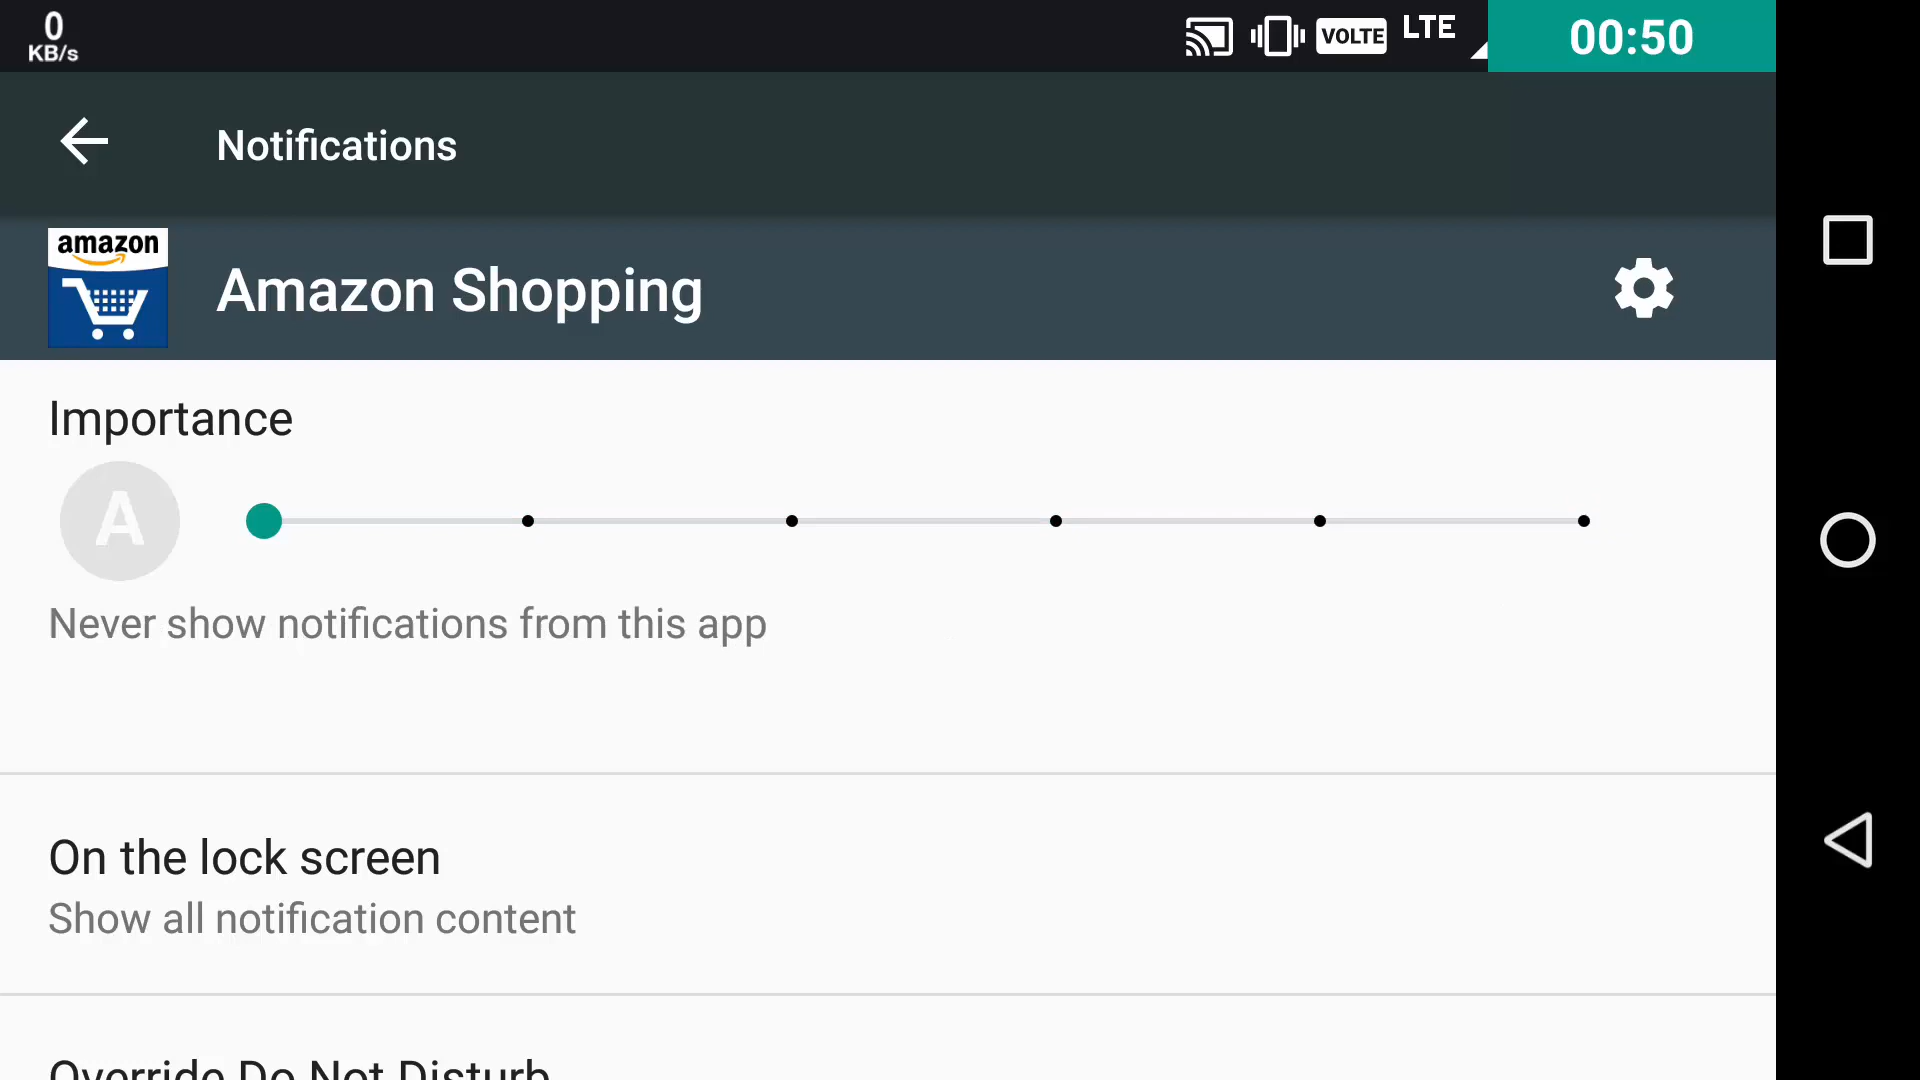 0
KB/s
VOLTE
LTE
00:50
Notifications
amazon
Amazon Shopping
Importance
A
Never show notifications from this app
On the lock screen
Show all notification content
Override Do Not Disturb